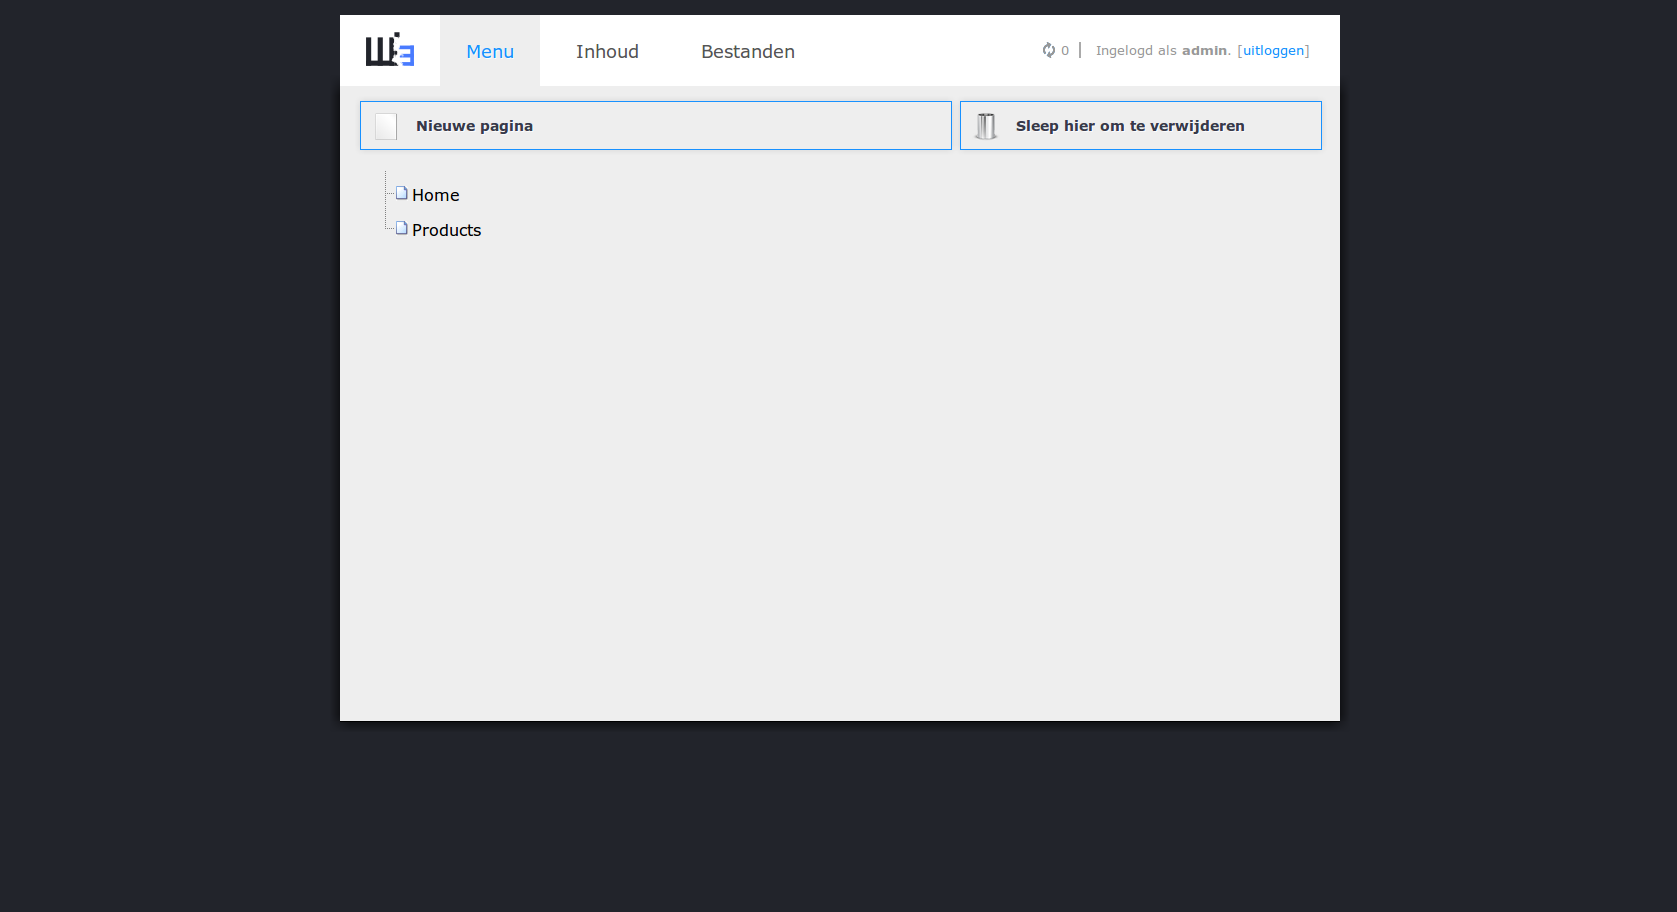 Menu Inhoud Bestanden 0 | Ingelogd als admin. [uitloggen]
Nieuwe pagina Sleep hier om te verwijderen
Home
Products